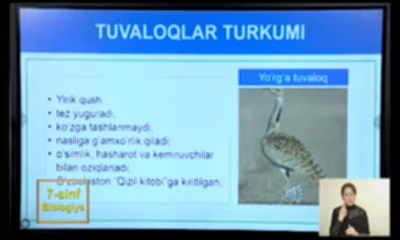 TUVALOQLAR TURKUMI
Yo'rg'a tuvaloq
• Yirik qush
• tez yuguradi;
• ko'zga tashlanmaydi;
• nasliga g'amxo'rlik qiladi;
• o'simlik, hasharot va kemiruvchilar
bilan oziqlanadi;
• O'zbekiston "Qizil kitobi"ga kiritilgan;
7-sinf
Biologiya